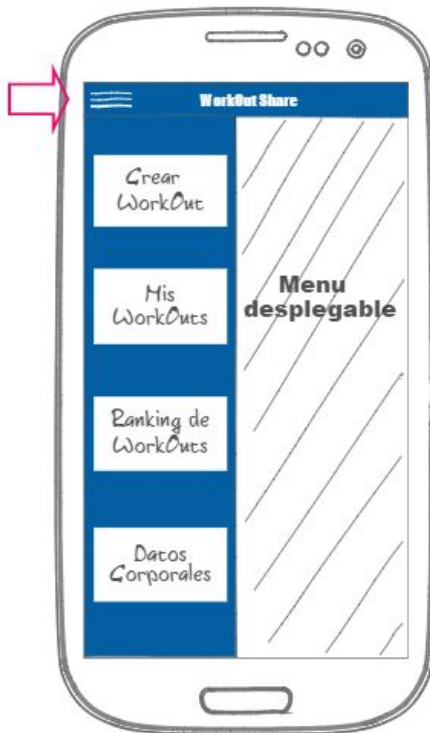 WorkOut Share
Crear
WorkOut
Mis
WorkOuts
Ranking de
WorkOuts
Datos
Corporales
Menu
desplegable